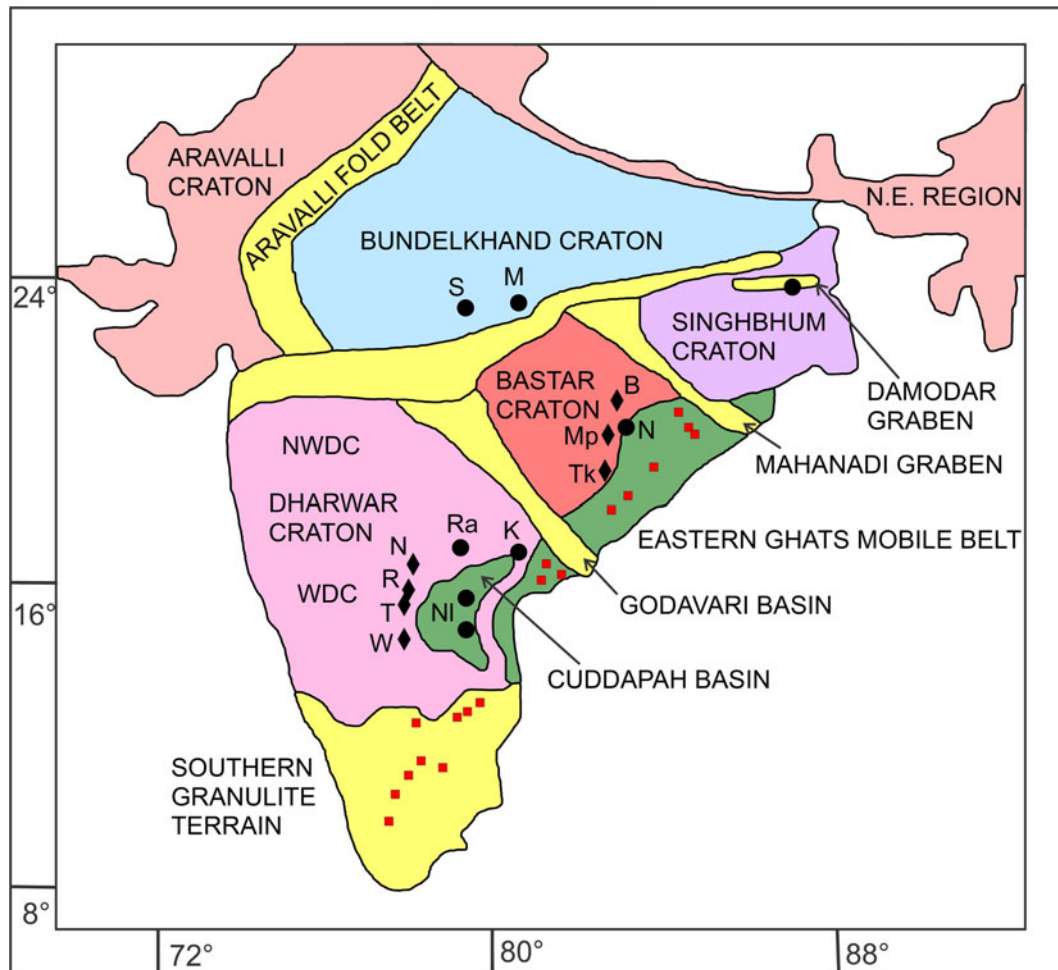 ARAVALLI
CRATON
ARAVALLI FOLD BELT
N.E. REGION
BUNDELKHAND CRATON
24°
S
M
SINGHBHUM
CRATON
BASTAR
CRATON
B
DAMODAR
GRABEN
Mp
N
NWDC
MAHANADI GRABEN
Tk
DHARWAR
CRATON
Ra
K
EASTERN GHATS MOBILE BELT
N
16°
R
WDC
T
NI
GODAVARI BASIN
W
CUDDAPAH BASIN
SOUTHERN
GRANULITE
TERRAIN
8°
72°
80°
88°